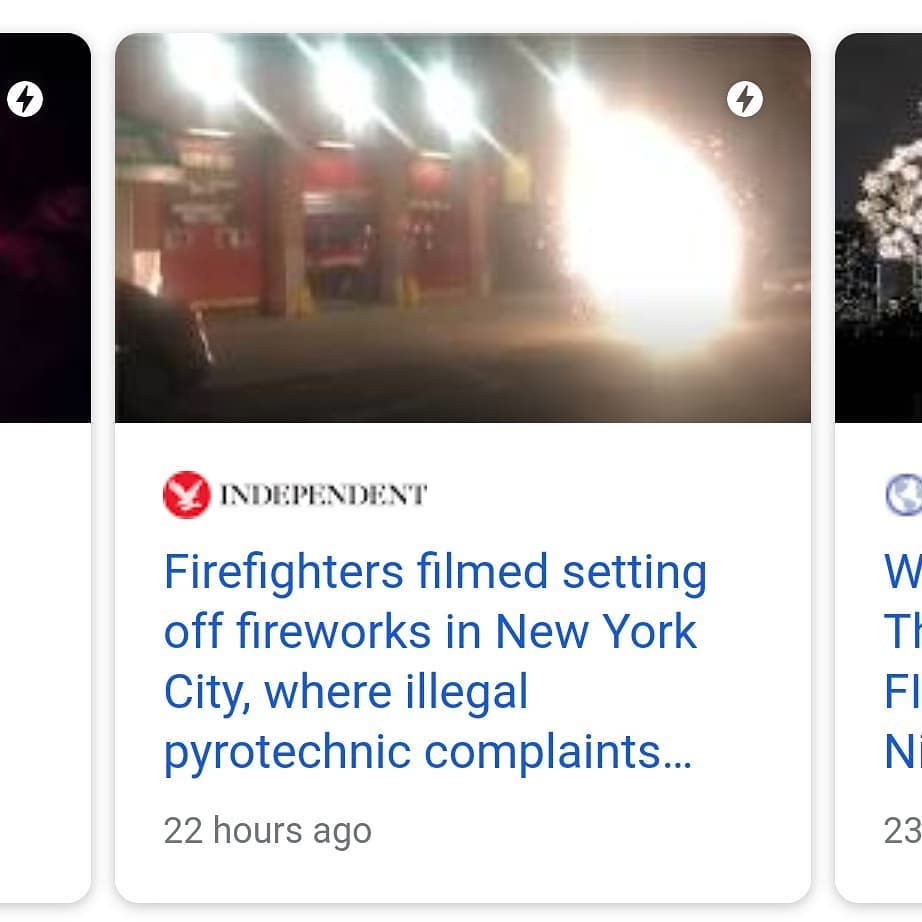 INDEPENDENT
Firefighters filmed setting
off fireworks in New York
City, where illegal
pyrotechnic complaints...
22 hours ago
W
Th
Fl
Ni
23